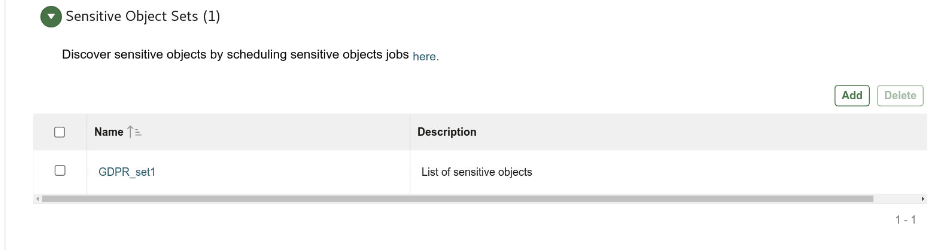 Sensitive Object Sets (1)
Discover sensitive objects by scheduling sensitive objects jobs here.
Add Delete
Name Description
GDPR_set1 List of sensitive objects
1 - 1